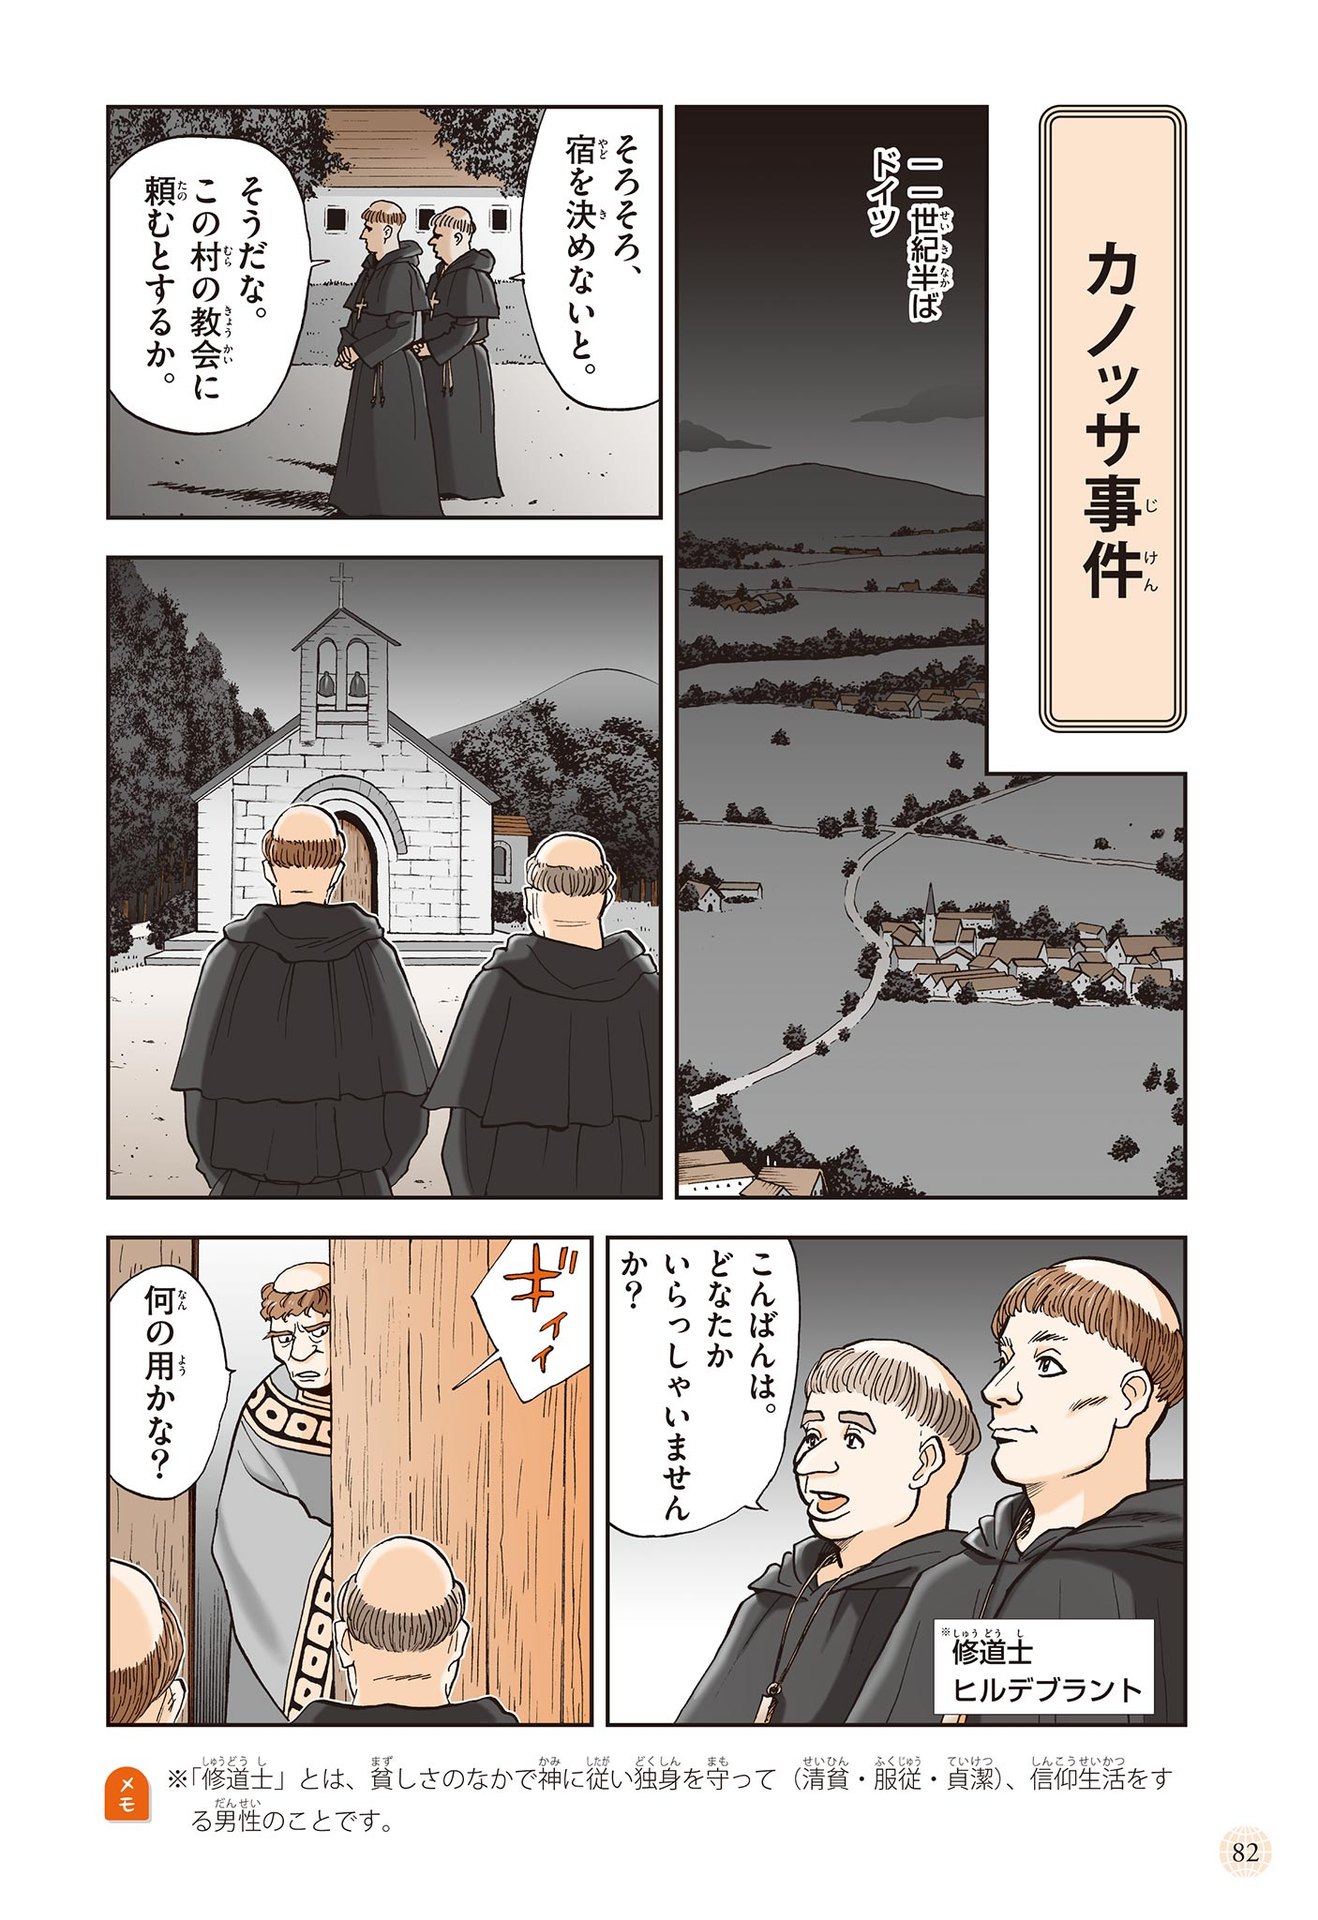 カノッサ事件
一一世紀半ば
ドイツ
そろそろ、
宿を決めないと。
そうだな。
この村の教会に
頼むとするか。
こんばんは。
どなたか
いらっしゃいません
か？
※修道士
ヒルデブラント
ギィィ
何の用かな？
メモ
※「修道士」とは、貧しさのなかで神に従い独身を守って（清貧・服従・貞潔）、信仰生活をす
る男性のことです。
82